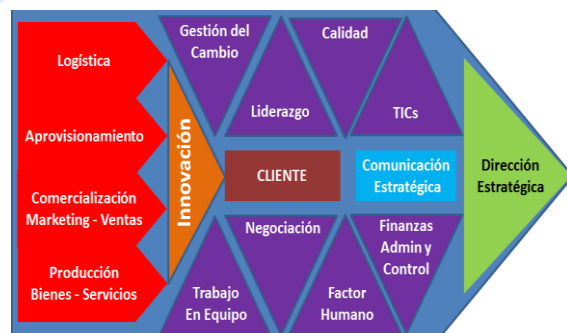 Logística
Aprovisionamiento
Comercialización
Marketing - Ventas
Producción
Bienes - Servicios
Innovación
Gestión del
Cambio
Liderazgo
Calidad
TICs
CLIENTE
Comunicación
Estratégica
Negociación
Trabajo
En Equipo
Factor
Humano
Finanzas
Admin y
Control
Dirección
Estratégica